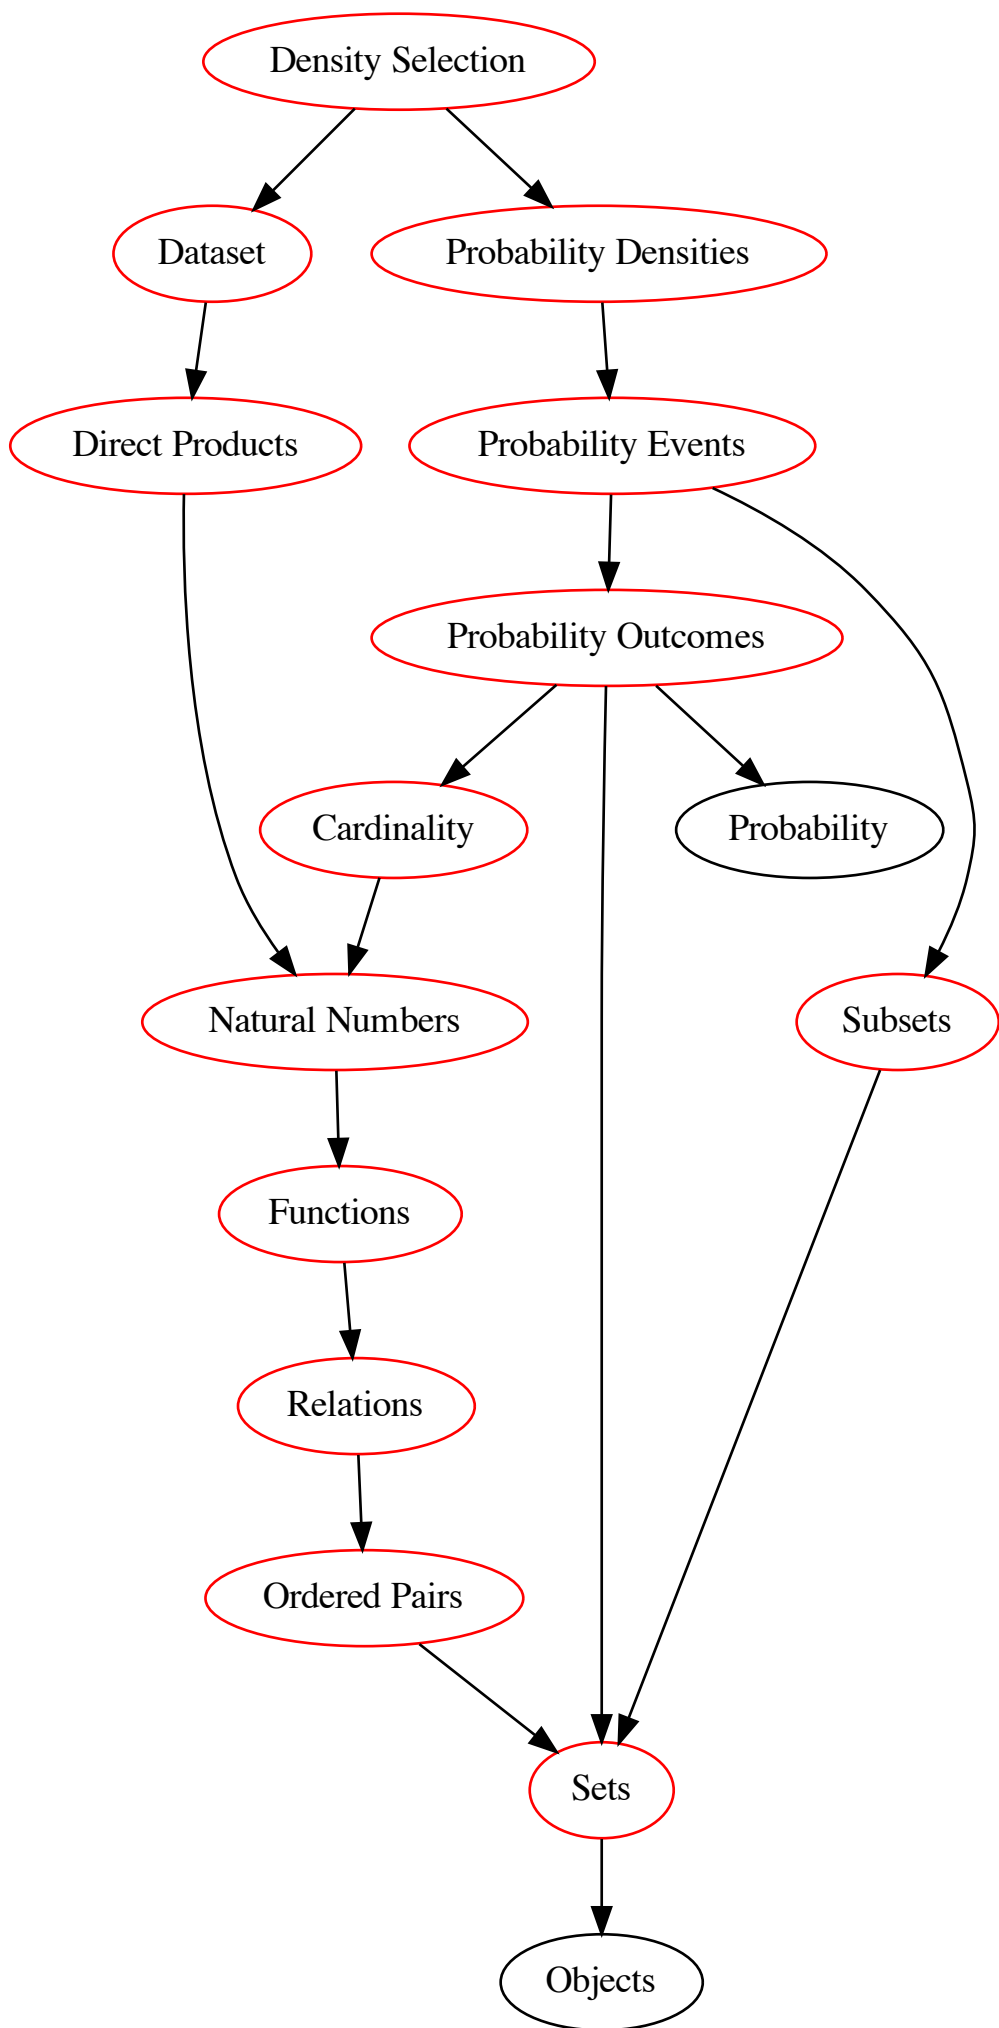 Density Selection
Dataset
Probability Densities
Direct Products
Probability Events
Probability Outcomes
Cardinality
Probability
Natural Numbers
Subsets
Functions
Relations
Ordered Pairs
Sets
Objects